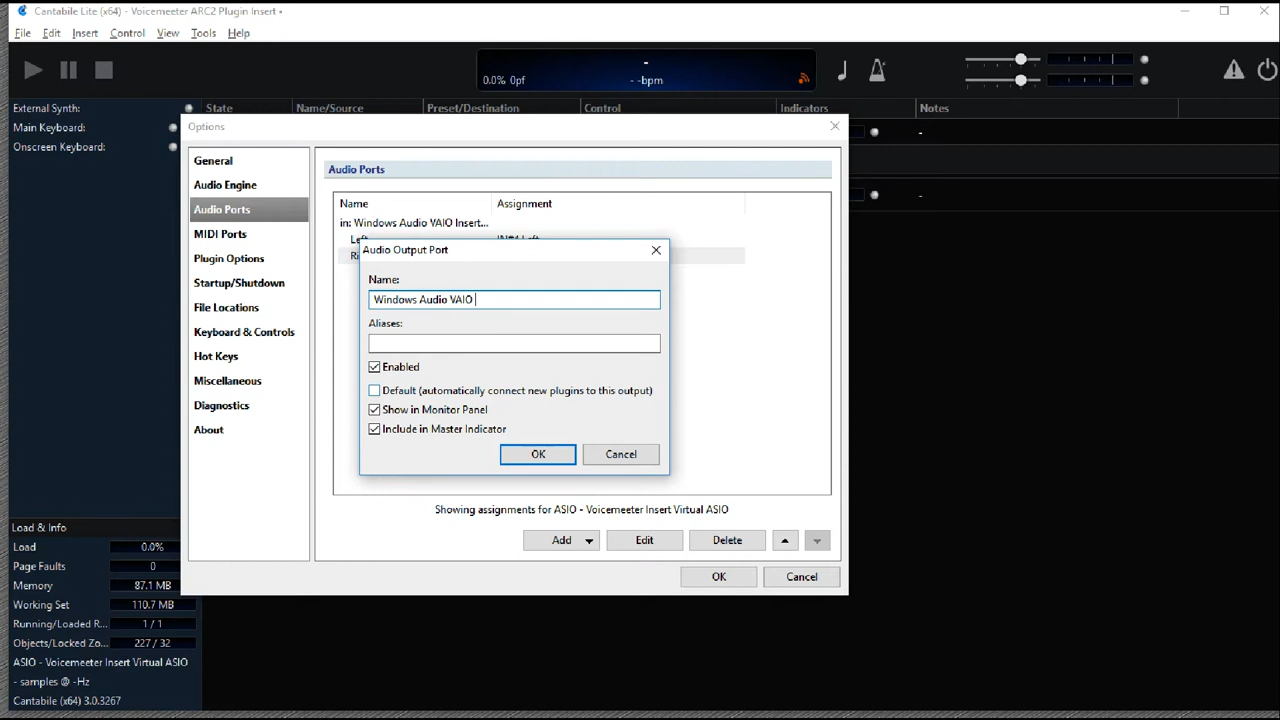 Cantabile Lite (x64) - Voicemeeter ARC2 Plugin Insert •
File Edit Insert Control View Tools Help
-
0.0% 0pf - -bpm
External Synth: State Name/Source Preset/Destination Control Indicators Notes
Main Keyboard: -
Onscreen Keyboard:
-
Options
General
Audio Engine
Audio Ports
MIDI Ports
Plugin Options
Startup/Shutdown
File Locations
Keyboard & Controls
Hot Keys
Miscellaneous
Diagnostics
About
Audio Ports
Name Assignment
in: Windows Audio VAIO Insert...
Left IN#4 Left
Ri
Audio Output Port
Name:
Windows Audio VAIO
Aliases:
Enabled
Default (automatically connect new plugins to this output)
Show in Monitor Panel
Include in Master Indicator
OK Cancel
Showing assignments for ASIO - Voicemeeter Insert Virtual ASIO
Add Edit Delete
OK Cancel
Load & Info
Load 0.0%
Page Faults 0
Memory 87.1 MB
Working Set 110.7 MB
Running/Loaded R... 1 / 1
Objects/Locked Zo... 227 / 32
ASIO - Voicemeeter Insert Virtual ASIO
- samples @ -Hz
Cantabile (x64) 3.0.3267